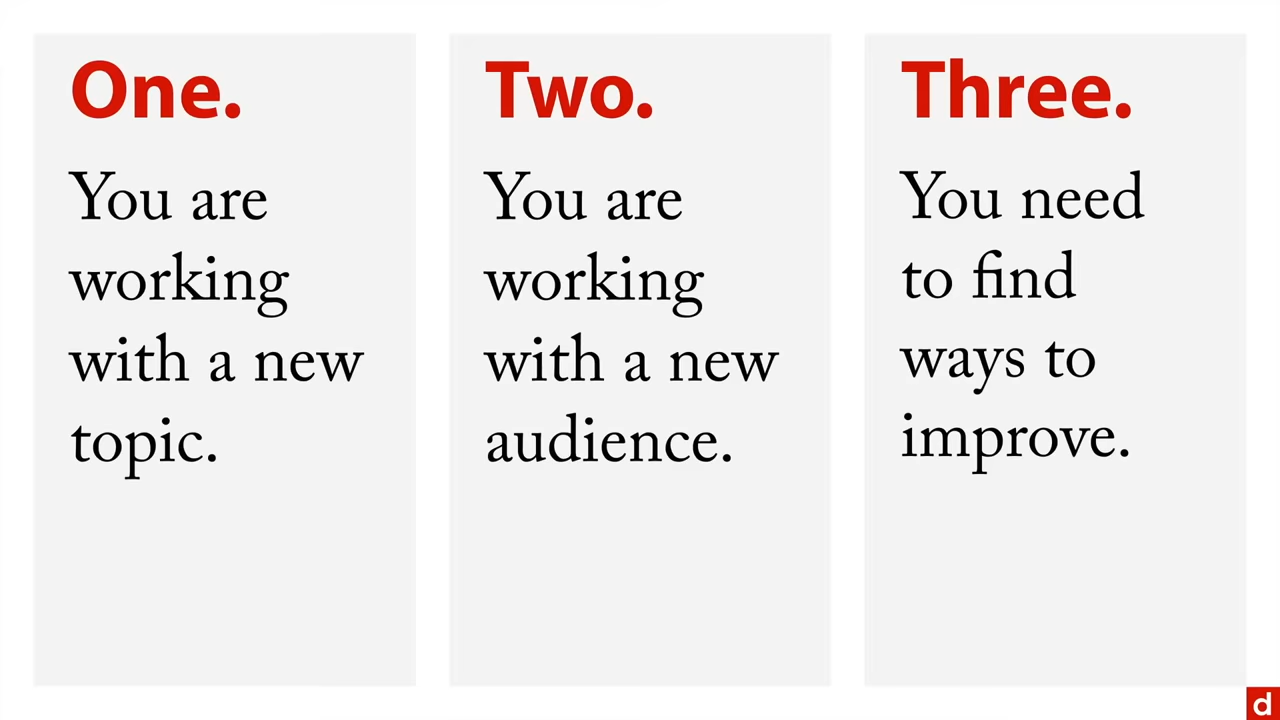 One.
You are
working
with a new
topic.
Two.
You are
working
with a new
audience.
Three.
You need
to find
ways to
improve.
d